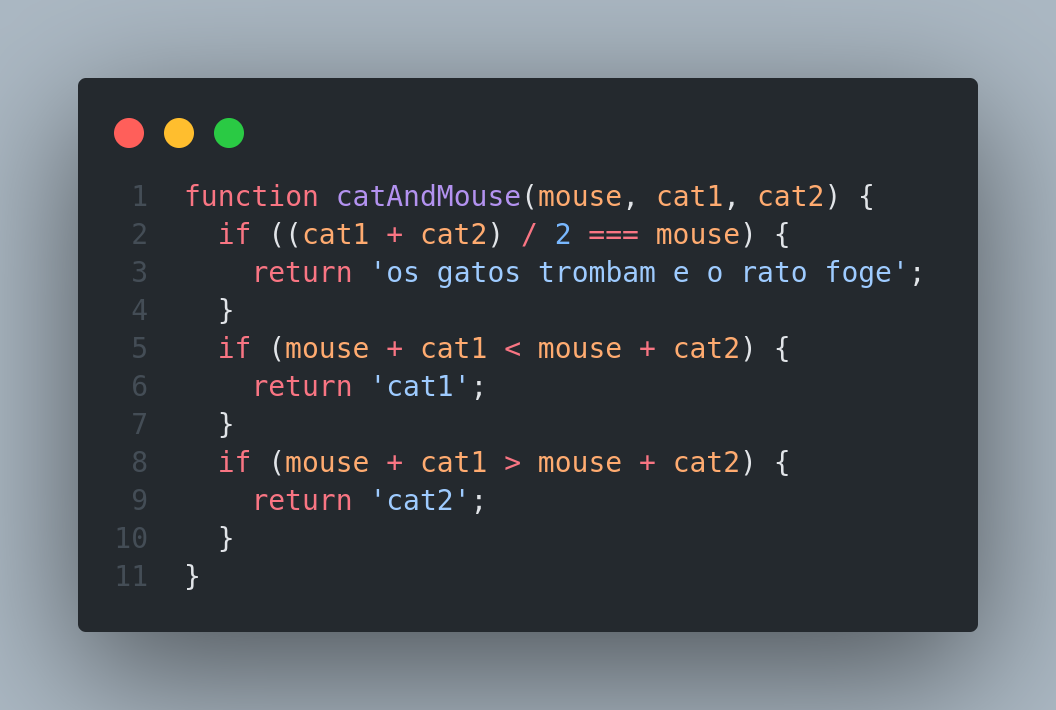 1 function catAndMouse(mouse, cat1, cat2) {
2   if ((cat1 + cat2) / 2 === mouse) {
3     return 'os gatos trombam e o rato foge';
4   }
5   if (mouse + cat1 < mouse + cat2) {
6     return 'cat1';
7   }
8   if (mouse + cat1 > mouse + cat2) {
9     return 'cat2';
10   }
11 }